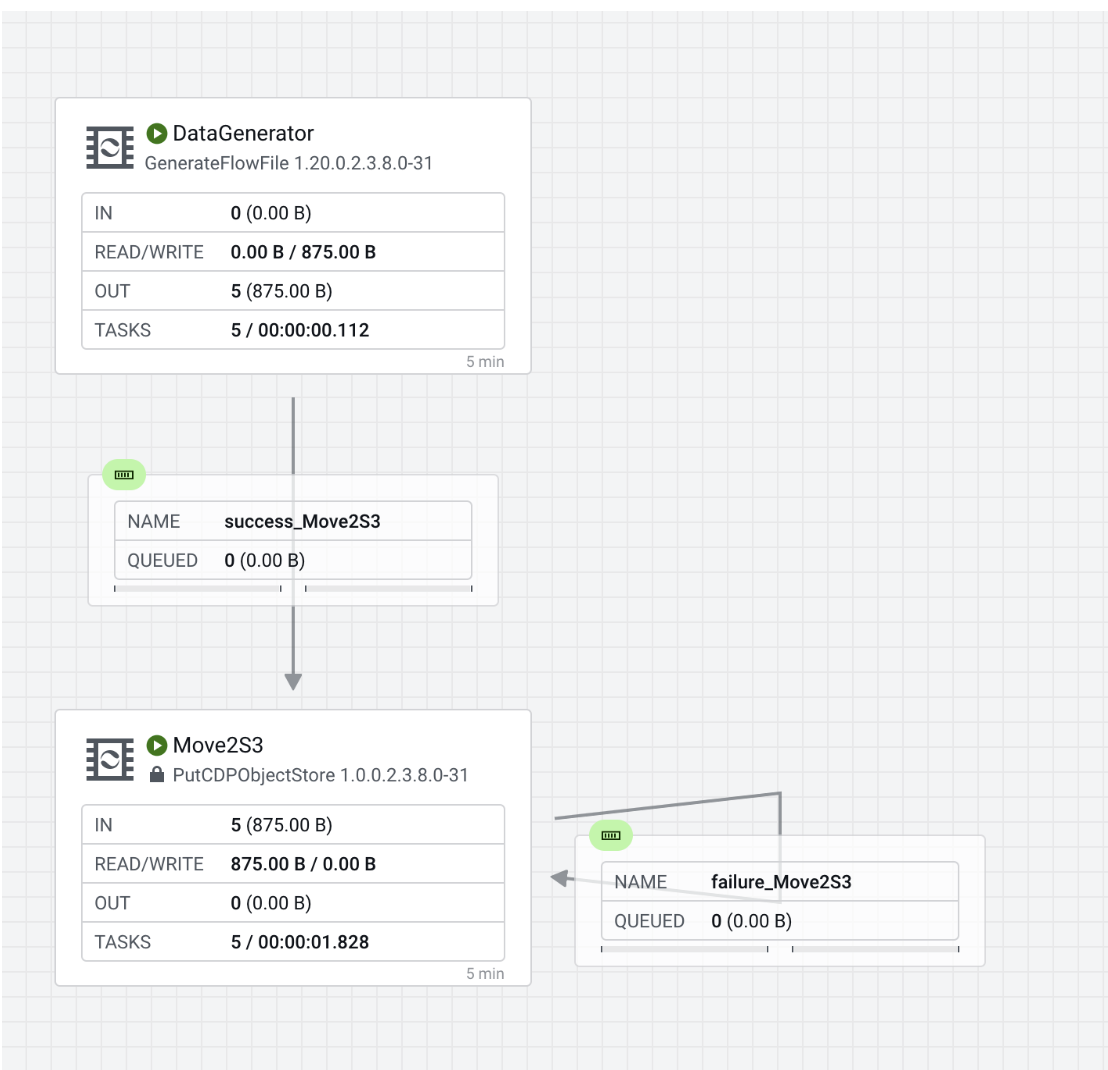 DataGenerator
GenerateFlowFile 1.20.0.2.3.8.0-31
IN 0 (0.00 B)
READ/WRITE 0.00 B / 875.00 B
OUT 5 (875.00 B)
TASKS 5 / 00:00:00.112
5 min
NAME success_Move2S3
QUEUED 0 (0.00 B)
Move2S3
PutCDPObjectStore 1.0.0.2.3.8.0-31
IN 5 (875.00 B)
READ/WRITE 875.00 B / 0.00 B
OUT 0 (0.00 B)
TASKS 5 / 00:00:01.828
5 min
NAME failure_Move2S3
QUEUED 0 (0.00 B)